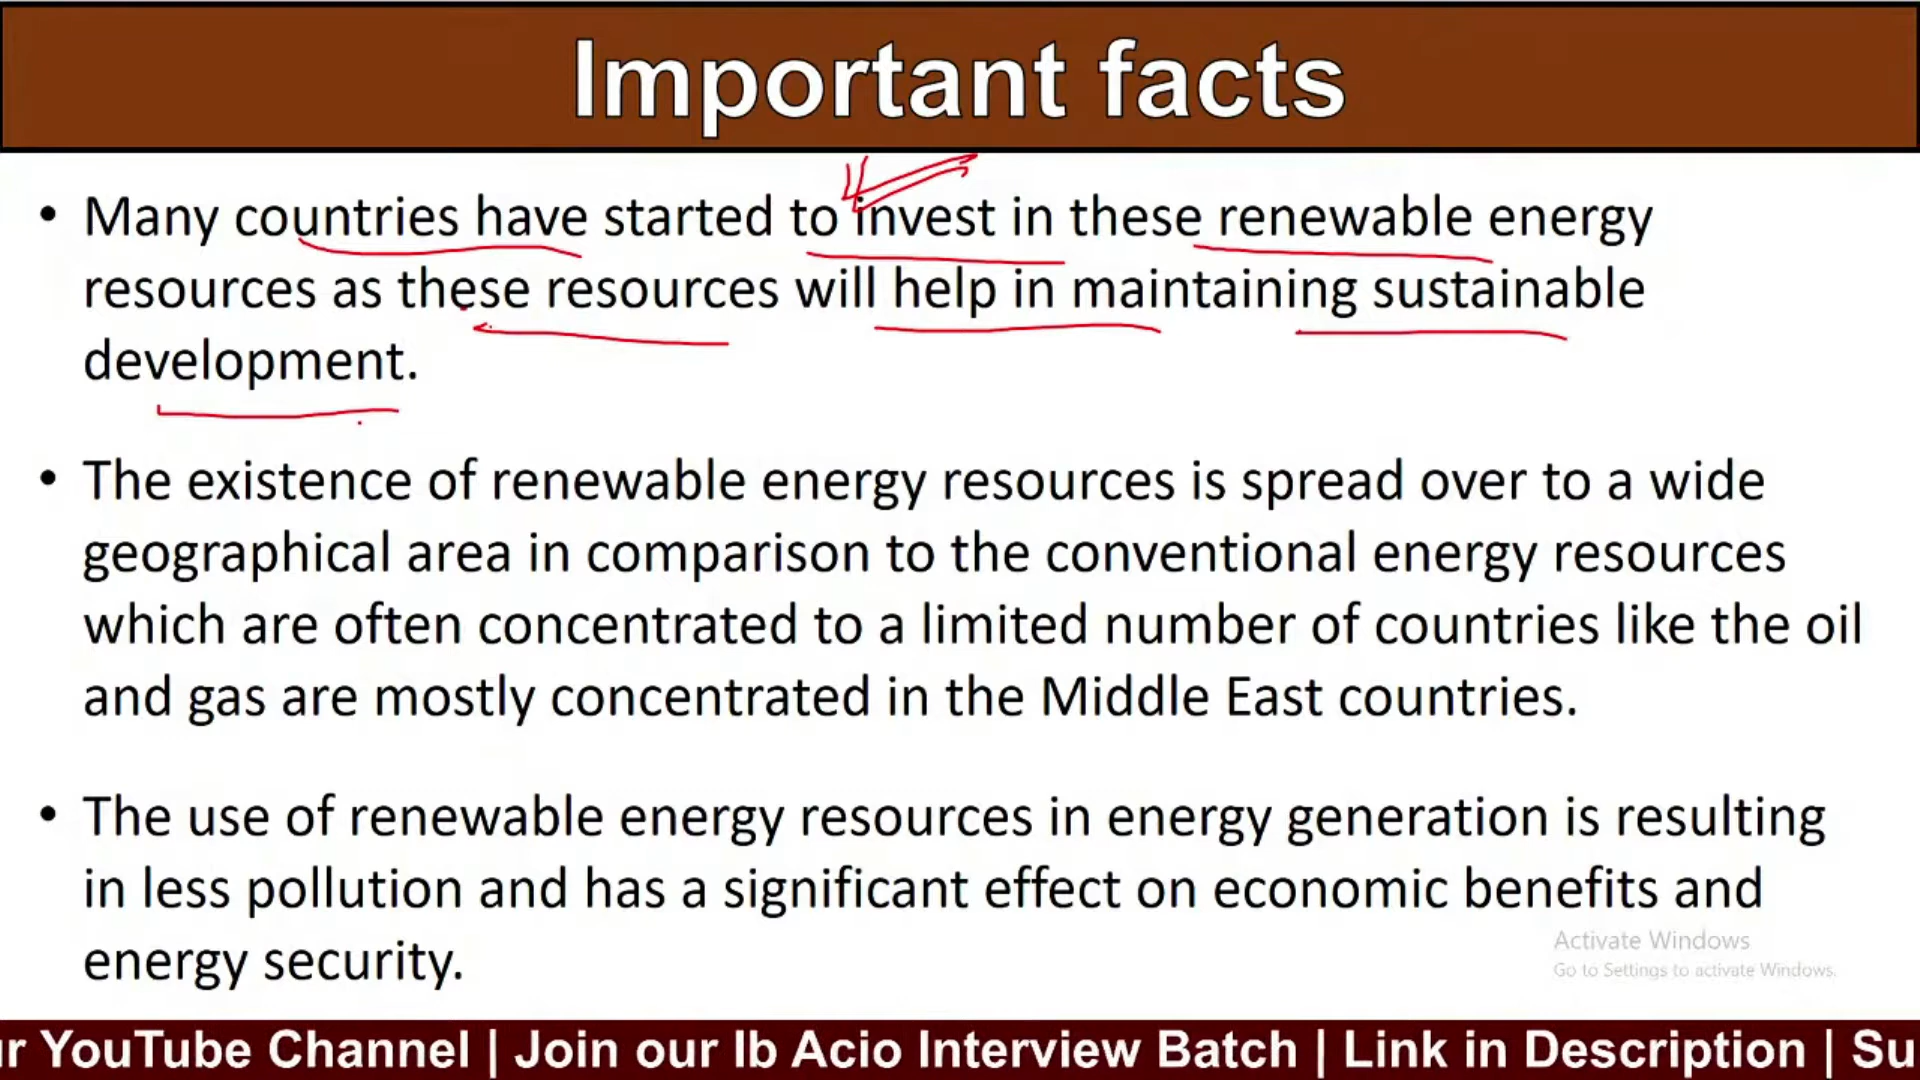 Important facts
• Many countries have started to invest in these renewable energy
resources as these resources will help in maintaining sustainable
development.
• The existence of renewable energy resources is spread over to a wide
geographical area in comparison to the conventional energy resources
which are often concentrated to a limited number of countries like the oil
and gas are mostly concentrated in the Middle East countries.
• The use of renewable energy resources in energy generation is resulting
in less pollution and has a significant effect on economic benefits and
energy security.
Activate Windows
Go to Settings to activate Windows.
ur YouTube Channel | Join our Ib Acio Interview Batch | Link in Description | Su